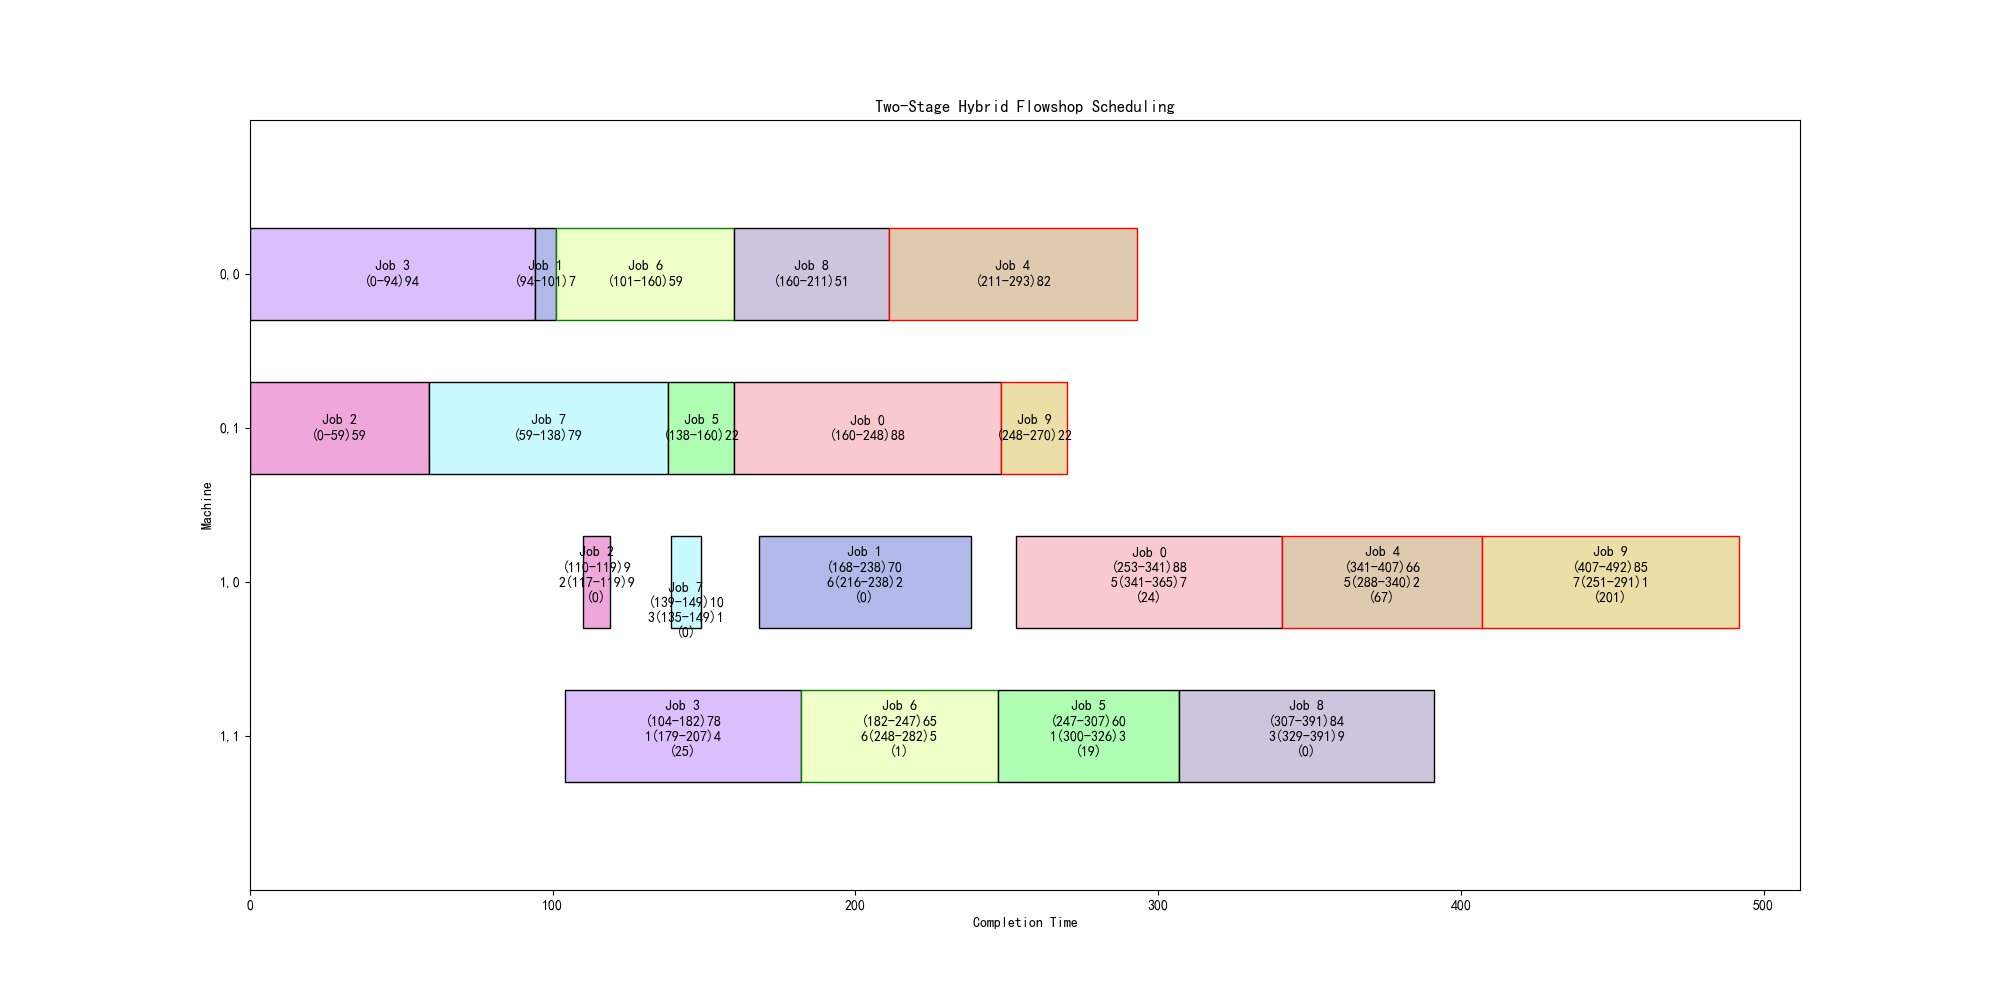 Two-Stage Hybrid Flowshop Scheduling
0,0
Job 3
(0-94)94
Job 1
(94-101)7
Job 6
(101-160)59
Job 8
(160-211)51
Job 4
(211-293)82
0,1
Job 2
(0-59)59
Job 7
(59-138)79
Job 5
(138-160)22
Job 0
(160-248)88
Job 9
(248-270)22
Machine
1,0
Job 2
(110-119)9
2(117-119)9
(0)
Job 7
(139-149)10
3(135-149)1
(0)
Job 1
(168-238)70
6(216-238)2
(0)
Job 0
(253-341)88
5(341-365)7
(24)
Job 4
(341-407)66
5(288-340)2
(67)
Job 9
(407-492)85
7(251-291)1
(201)
1,1
Job 3
(104-182)78
1(179-207)4
(25)
Job 6
(182-247)65
6(248-282)5
(1)
Job 5
(247-307)60
1(300-326)3
(19)
Job 8
(307-391)84
3(329-391)9
(0)
0
100
200
300
400
500
Completion Time